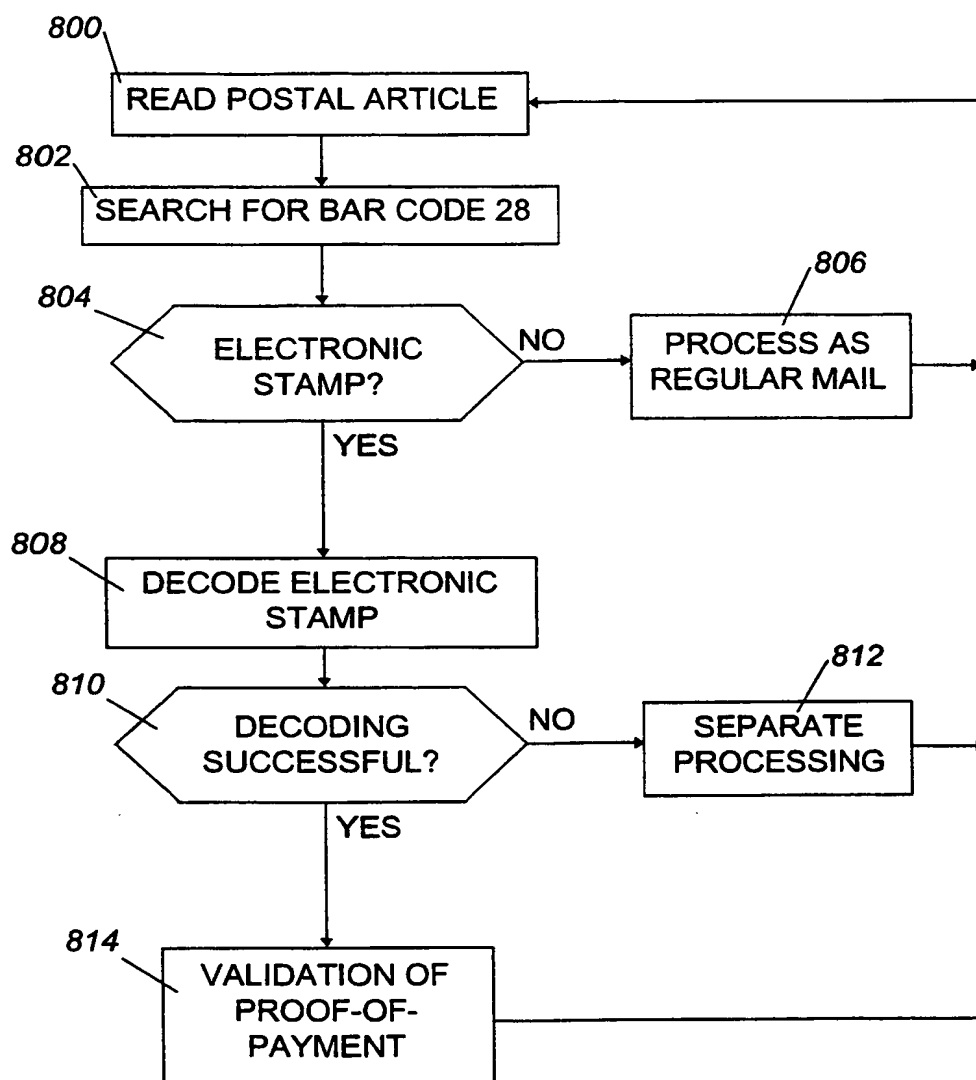 800
READ POSTAL ARTICLE
802
SEARCH FOR BAR CODE 28
804
ELECTRONIC
STAMP?
NO
806
PROCESS AS
REGULAR MAIL
YES
808
DECODE ELECTRONIC
STAMP
810
DECODING
SUCCESSFUL?
NO
812
SEPARATE
PROCESSING
YES
814
VALIDATION OF
PROOF-OF-
PAYMENT